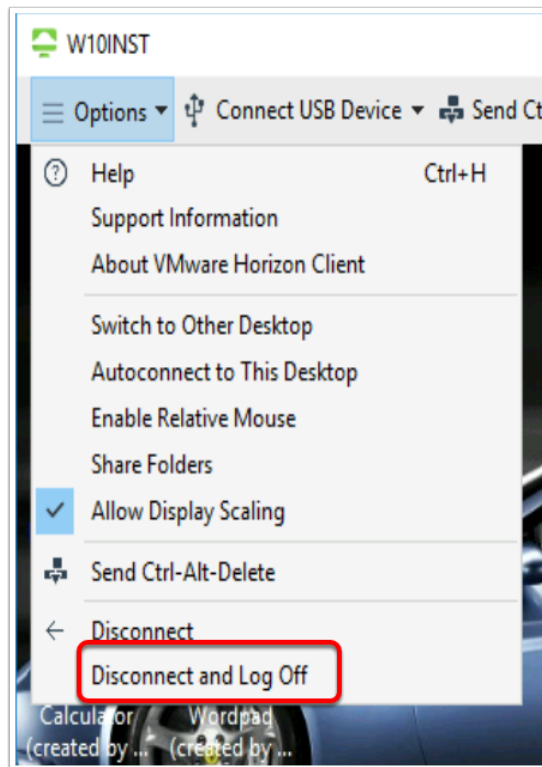 W10INST
Options Connect USB Device Send Ct
Help Ctrl+H
Support Information
About VMware Horizon Client
Switch to Other Desktop
Autoconnect to This Desktop
Enable Relative Mouse
Share Folders
Allow Display Scaling
Send Ctrl-Alt-Delete
Disconnect
Disconnect and Log Off
Calculator Wordpad
(created by ... (created by ...